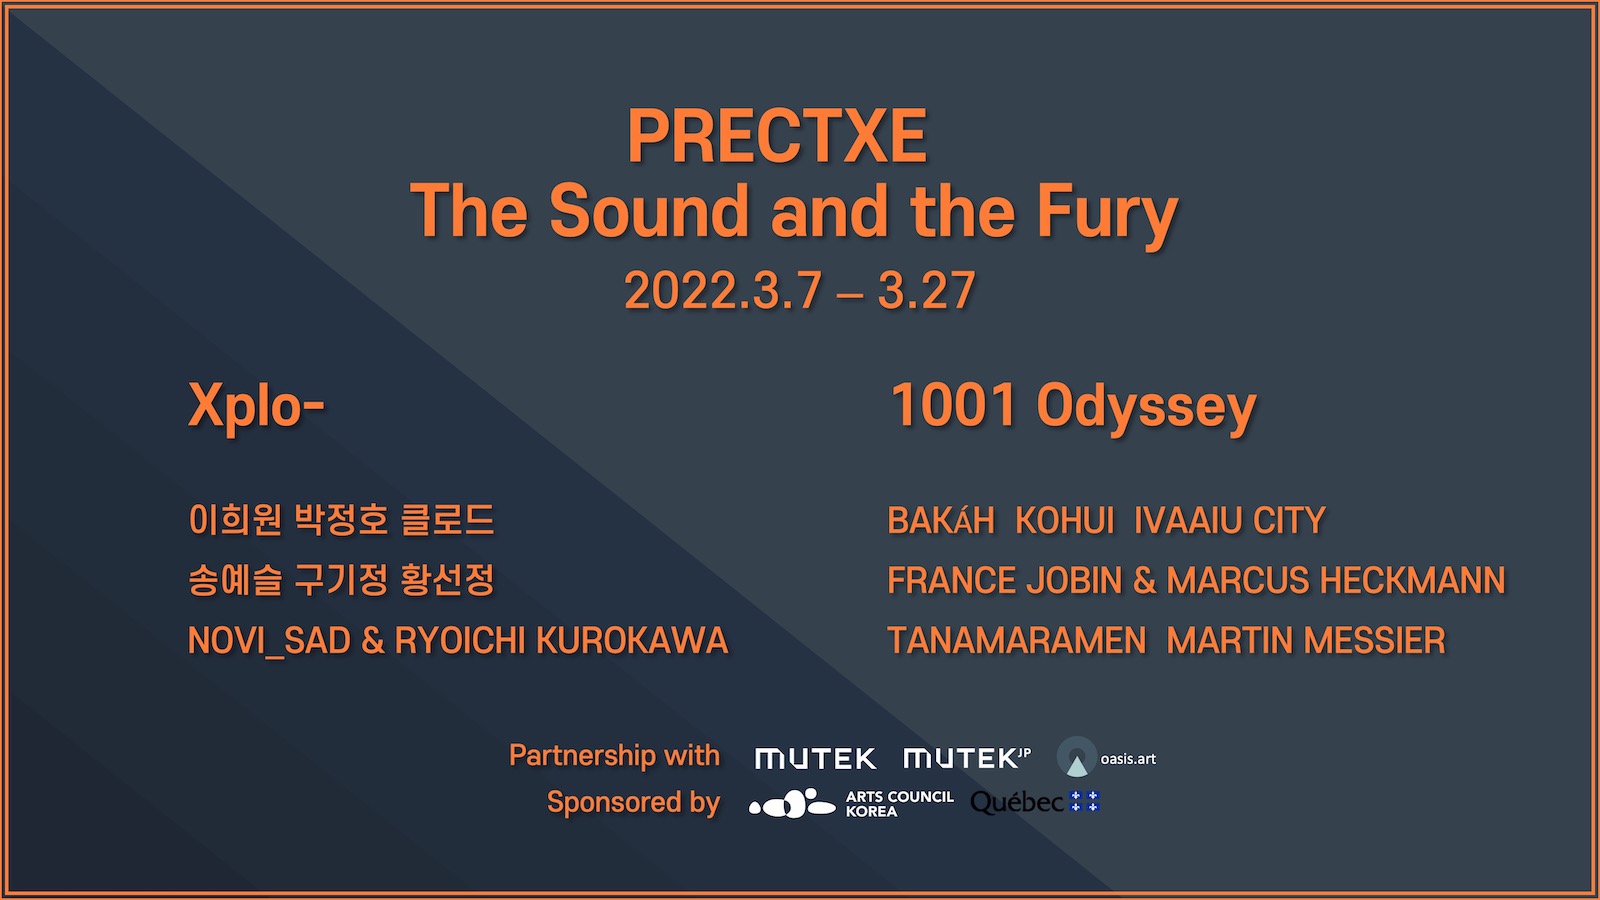 PRECTXE
The Sound and the Fury
2022.3.7 – 3.27
Xplo-
이희원 박정호 클로드
송예슬 구기정 황선정
NOVI_SAD & RYOICHI KUROKAWA
1001 Odyssey
BAKÁH KOHUI IVAAIU CITY
FRANCE JOBIN & MARCUS HECKMANN
TANAMARAMEN MARTIN MESSIER
Partnership with MUTEK MUTEK JP oasis.art
Sponsored by ARTS COUNCIL KOREA Québec